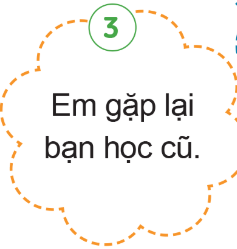 3
Em gặp lại
bạn học cũ.